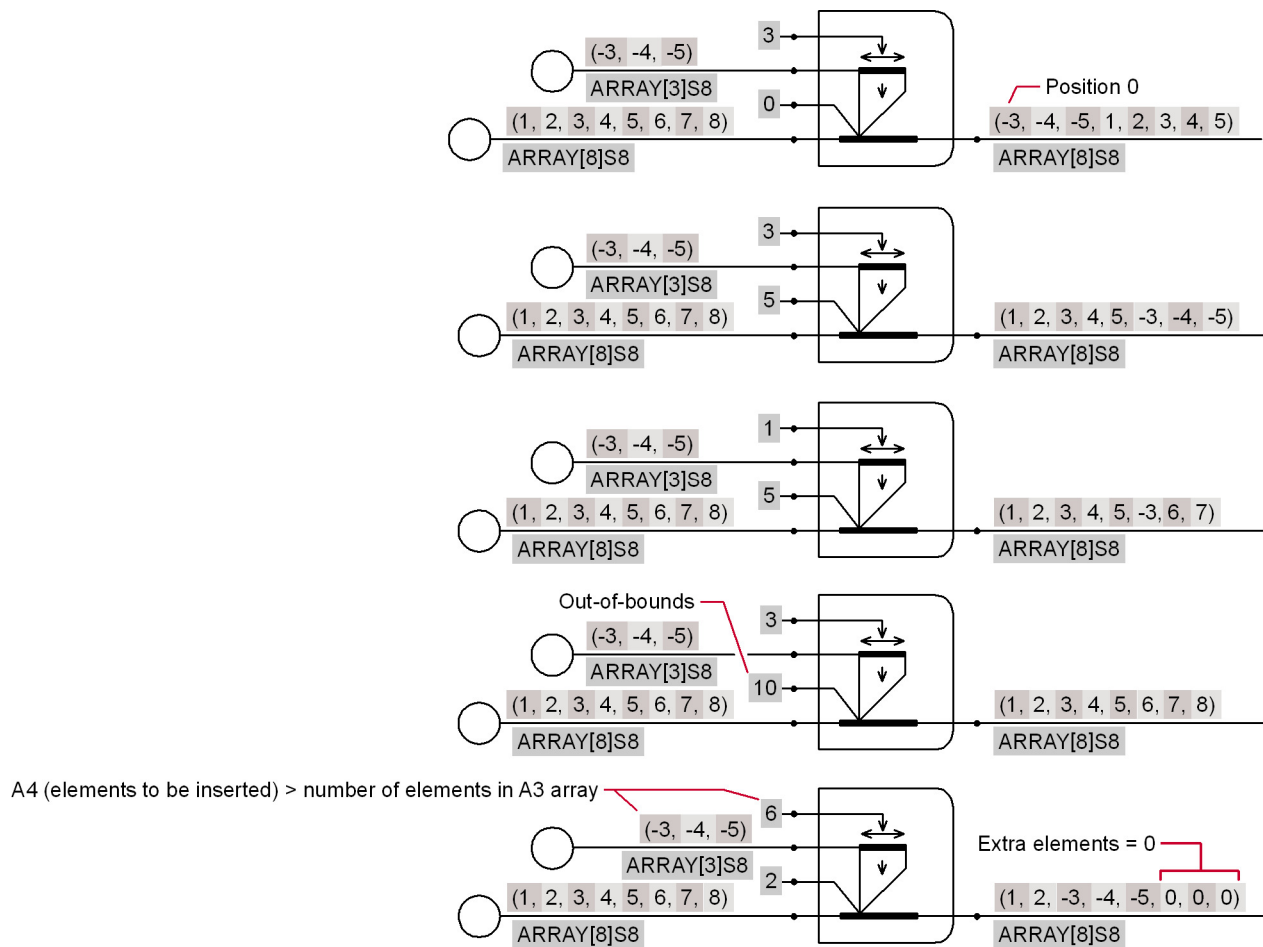 3
(-3, -4, -5)
ARRAY[3]S8
Position 0
0
(1, 2, 3, 4, 5, 6, 7, 8)
(-3, -4, -5, 1, 2, 3, 4, 5)
ARRAY[8]S8
ARRAY[8]S8
3
(-3, -4, -5)
ARRAY[3]S8
5
(1, 2, 3, 4, 5, 6, 7, 8)
(1, 2, 3, 4, 5, -3, -4, -5)
ARRAY[8]S8
ARRAY[8]S8
1
(-3, -4, -5)
ARRAY[3]S8
5
(1, 2, 3, 4, 5, 6, 7, 8)
(1, 2, 3, 4, 5, -3, 6, 7)
ARRAY[8]S8
ARRAY[8]S8
Out-of-bounds
3
(-3, -4, -5)
ARRAY[3]S8
10
(1, 2, 3, 4, 5, 6, 7, 8)
(1, 2, 3, 4, 5, 6, 7, 8)
ARRAY[8]S8
ARRAY[8]S8
A4 (elements to be inserted) > number of elements in A3 array
6
(-3, -4, -5)
ARRAY[3]S8
Extra elements = 0
2
(1, 2, 3, 4, 5, 6, 7, 8)
(1, 2, -3, -4, -5, 0, 0, 0)
ARRAY[8]S8
ARRAY[8]S8